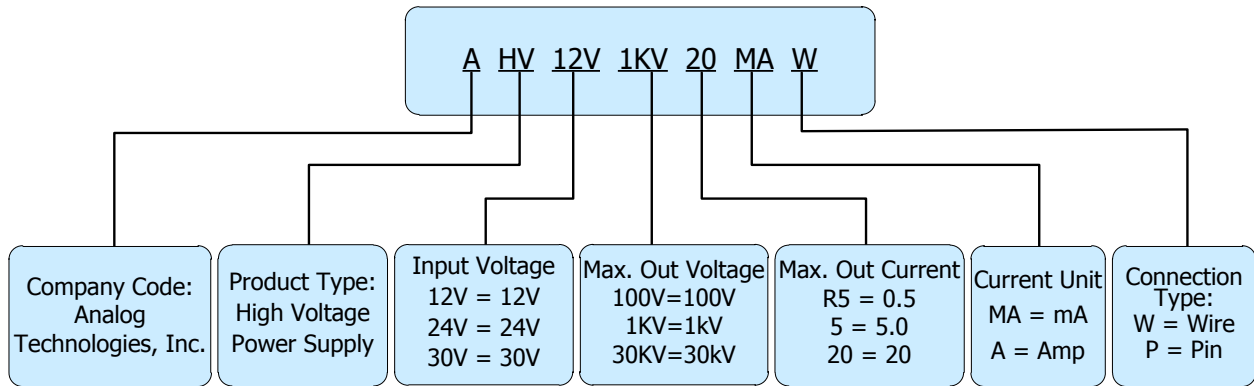 A HV 12V 1KV 20 MA W
Company Code:
Analog
Technologies, Inc.
Product Type:
High Voltage
Power Supply
Input Voltage
12V = 12V
24V = 24V
30V = 30V
Max. Out Voltage
100V=100V
1KV=1kV
30KV=30kV
Max. Out Current
R5 = 0.5
5 = 5.0
20 = 20
Current Unit
MA = mA
A = Amp
Connection
Type:
W = Wire
P = Pin